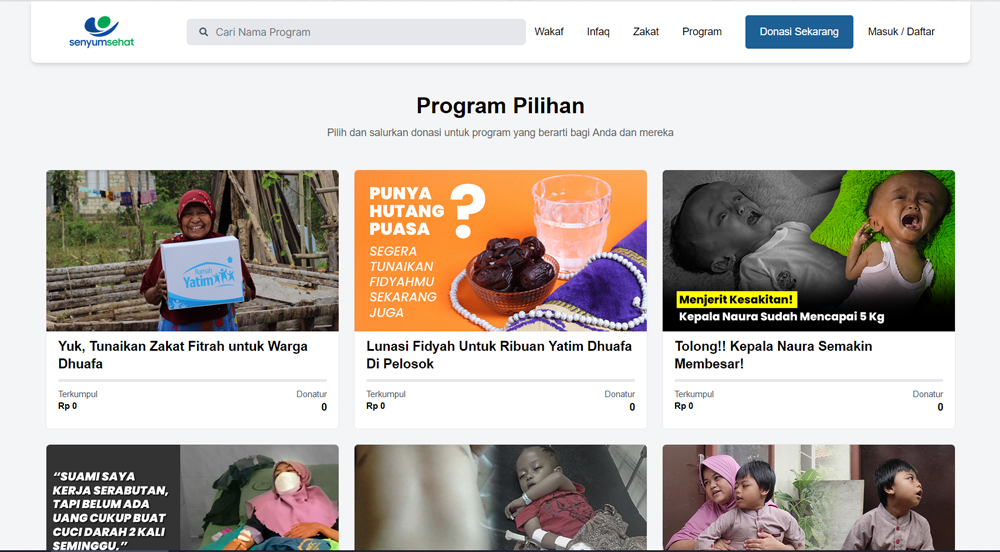 senyumsehat
Cari Nama Program
Wakaf
Infaq
Zakat
Program
Donasi Sekarang
Masuk / Daftar
Program Pilihan
Pilih dan salurkan donasi untuk program yang berarti bagi Anda dan mereka
Rumah
Yatim
Yuk, Tunaikan Zakat Fitrah untuk Warga
Dhuafa
Terkumpul
Donatur
Rp 0
0
PUNYA
HUTANG
PUASA
?
SEGERA
TUNAIKAN
FIDYAHMU
SEKARANG
JUGA
Lunasi Fidyah Untuk Ribuan Yatim Dhuafa
Di Pelosok
Terkumpul
Donatur
Rp 0
0
Menjerit Kesakitan!
Kepala Naura Sudah Mencapai 5 Kg
Tolong!! Kepala Naura Semakin
Membesar!
Terkumpul
Donatur
Rp 0
0
“SUAMI SAYA
KERJA SERABUTAN,
TAPI BELUM ADA
UANG CUKUP BUAT
CUCI DARAH 2 KALI
SEMINGGU.”